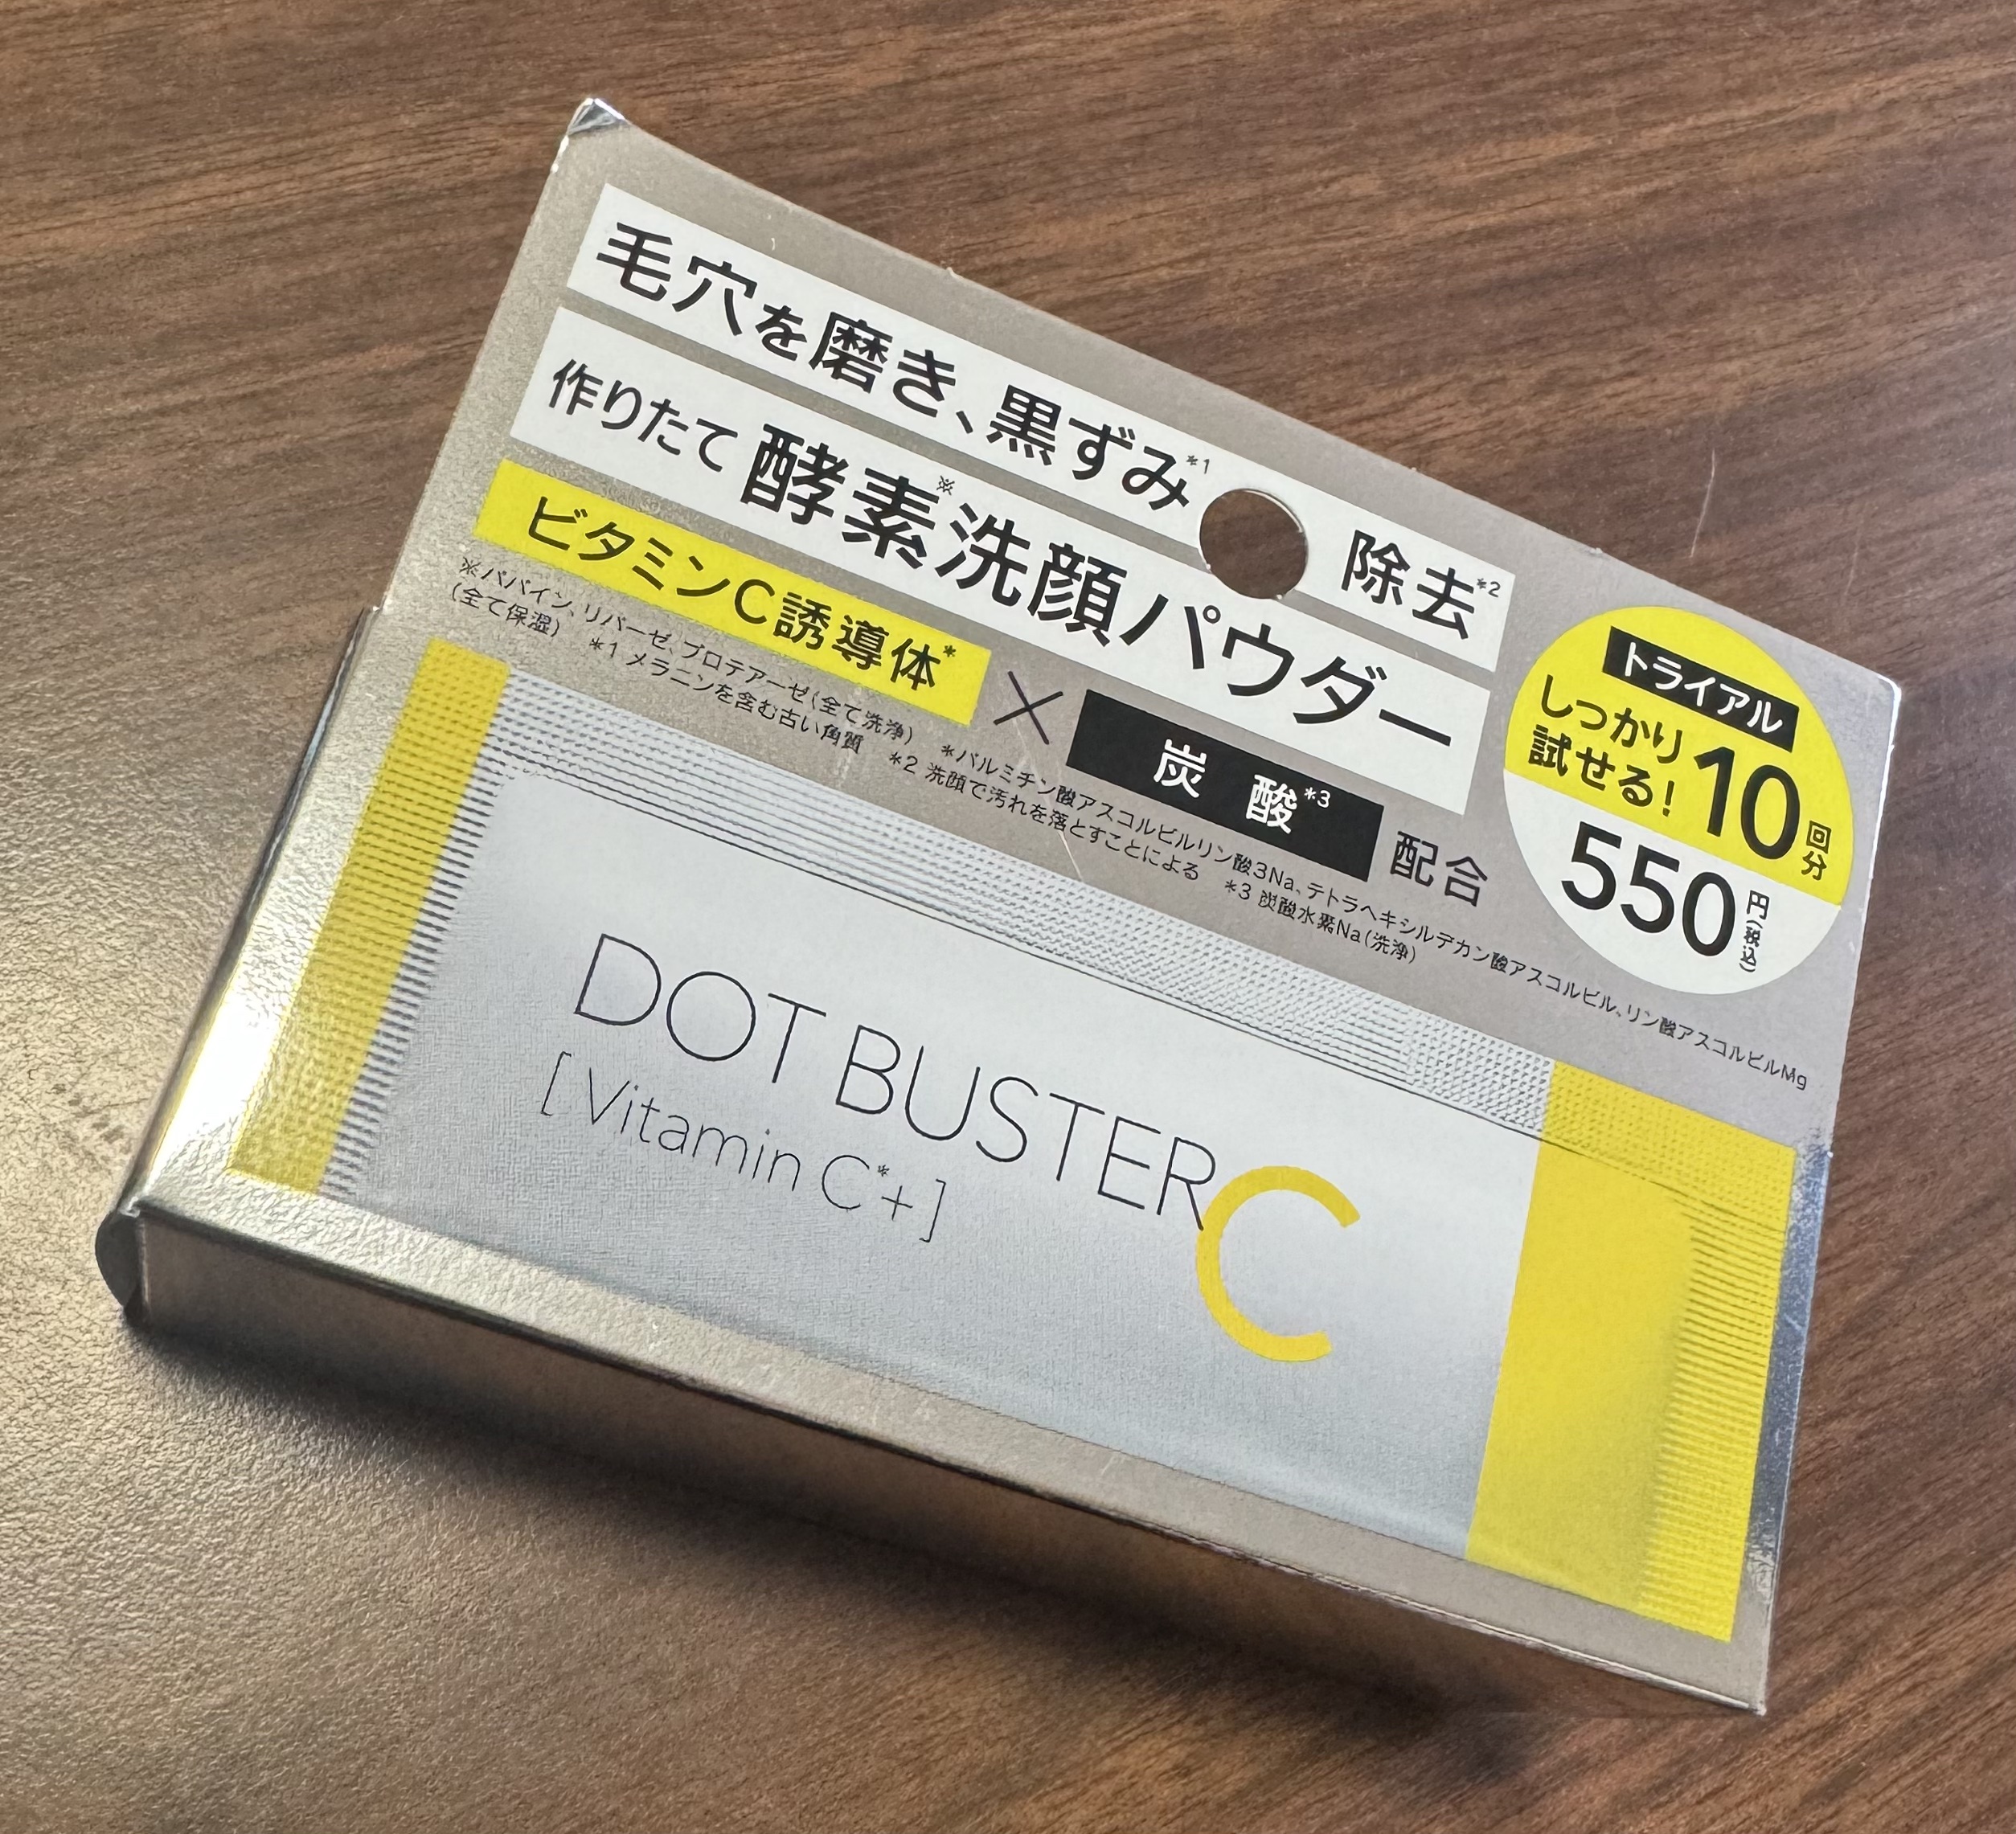 毛穴を磨き、黒ずみ*1 除去*2
作りたて 酵素※洗顔パウダー
ビタミンC誘導体* × 炭酸*3 配合
※パパイン、リパーゼ、プロテアーゼ(全て洗浄) *パルミチン酸アスコルビルリン酸3Na、テトラヘキシルデカン酸アスコルビル、リン酸アスコルビルMg
(全て保湿) *1 メラニンを含む古い角質 *2 洗顔で汚れを落とすことによる *3 炭酸水素Na(洗浄)
トライアル
しっかり
試せる! 10回分
550円(税込)
DOT BUSTER C
[ Vitamin C*+ ]